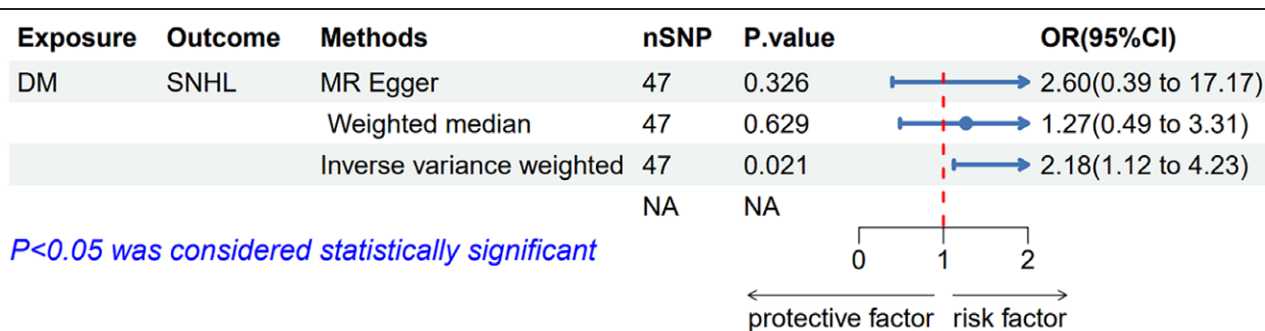 Exposure Outcome Methods nSNP P.value OR(95%CI)
DM SNHL MR Egger 47 0.326 2.60(0.39 to 17.17)
Weighted median 47 0.629 1.27(0.49 to 3.31)
Inverse variance weighted 47 0.021 2.18(1.12 to 4.23)
NA NA
P<0.05 was considered statistically significant
0 1 2
protective factor risk factor